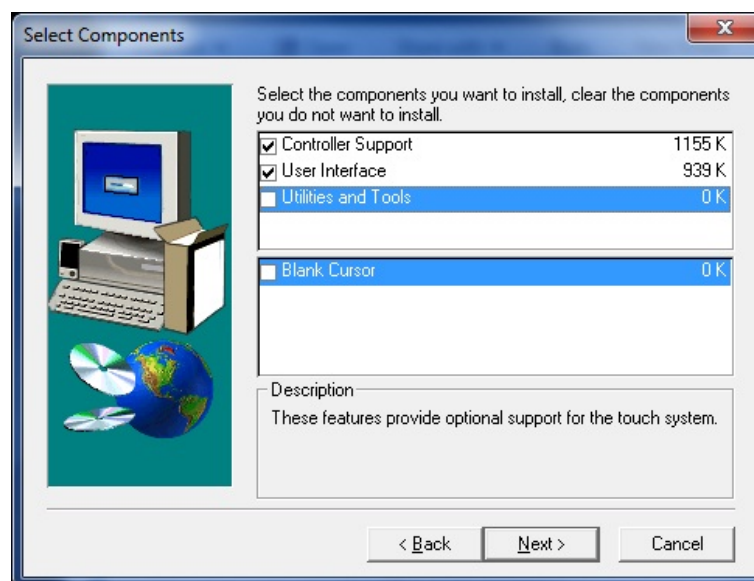 Select Components
Select the components you want to install, clear the components
you do not want to install.
Controller Support 1155 K
User Interface 939 K
Utilities and Tools 0 K
Blank Cursor 0 K
Description
These features provide optional support for the touch system.
< Back Next > Cancel